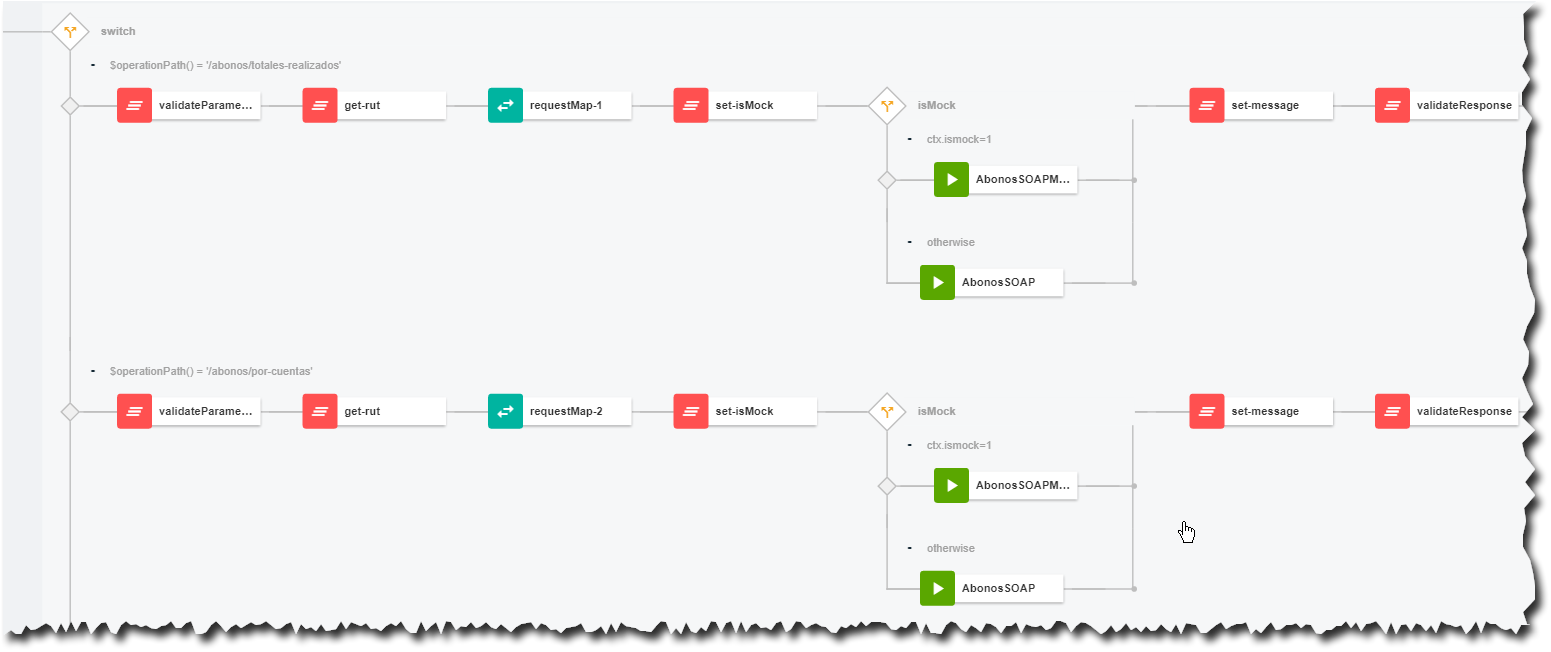 switch
- $operationPath() = '/abonos/totales-realizados'
validateParame... get-rut requestMap-1 set-isMock isMock set-message validateResponse
- ctx.ismock=1
AbonosSOAPM...
- otherwise
AbonosSOAP
- $operationPath() = '/abonos/por-cuentas'
validateParame... get-rut requestMap-2 set-isMock isMock set-message validateResponse
- ctx.ismock=1
AbonosSOAPM...
- otherwise
AbonosSOAP